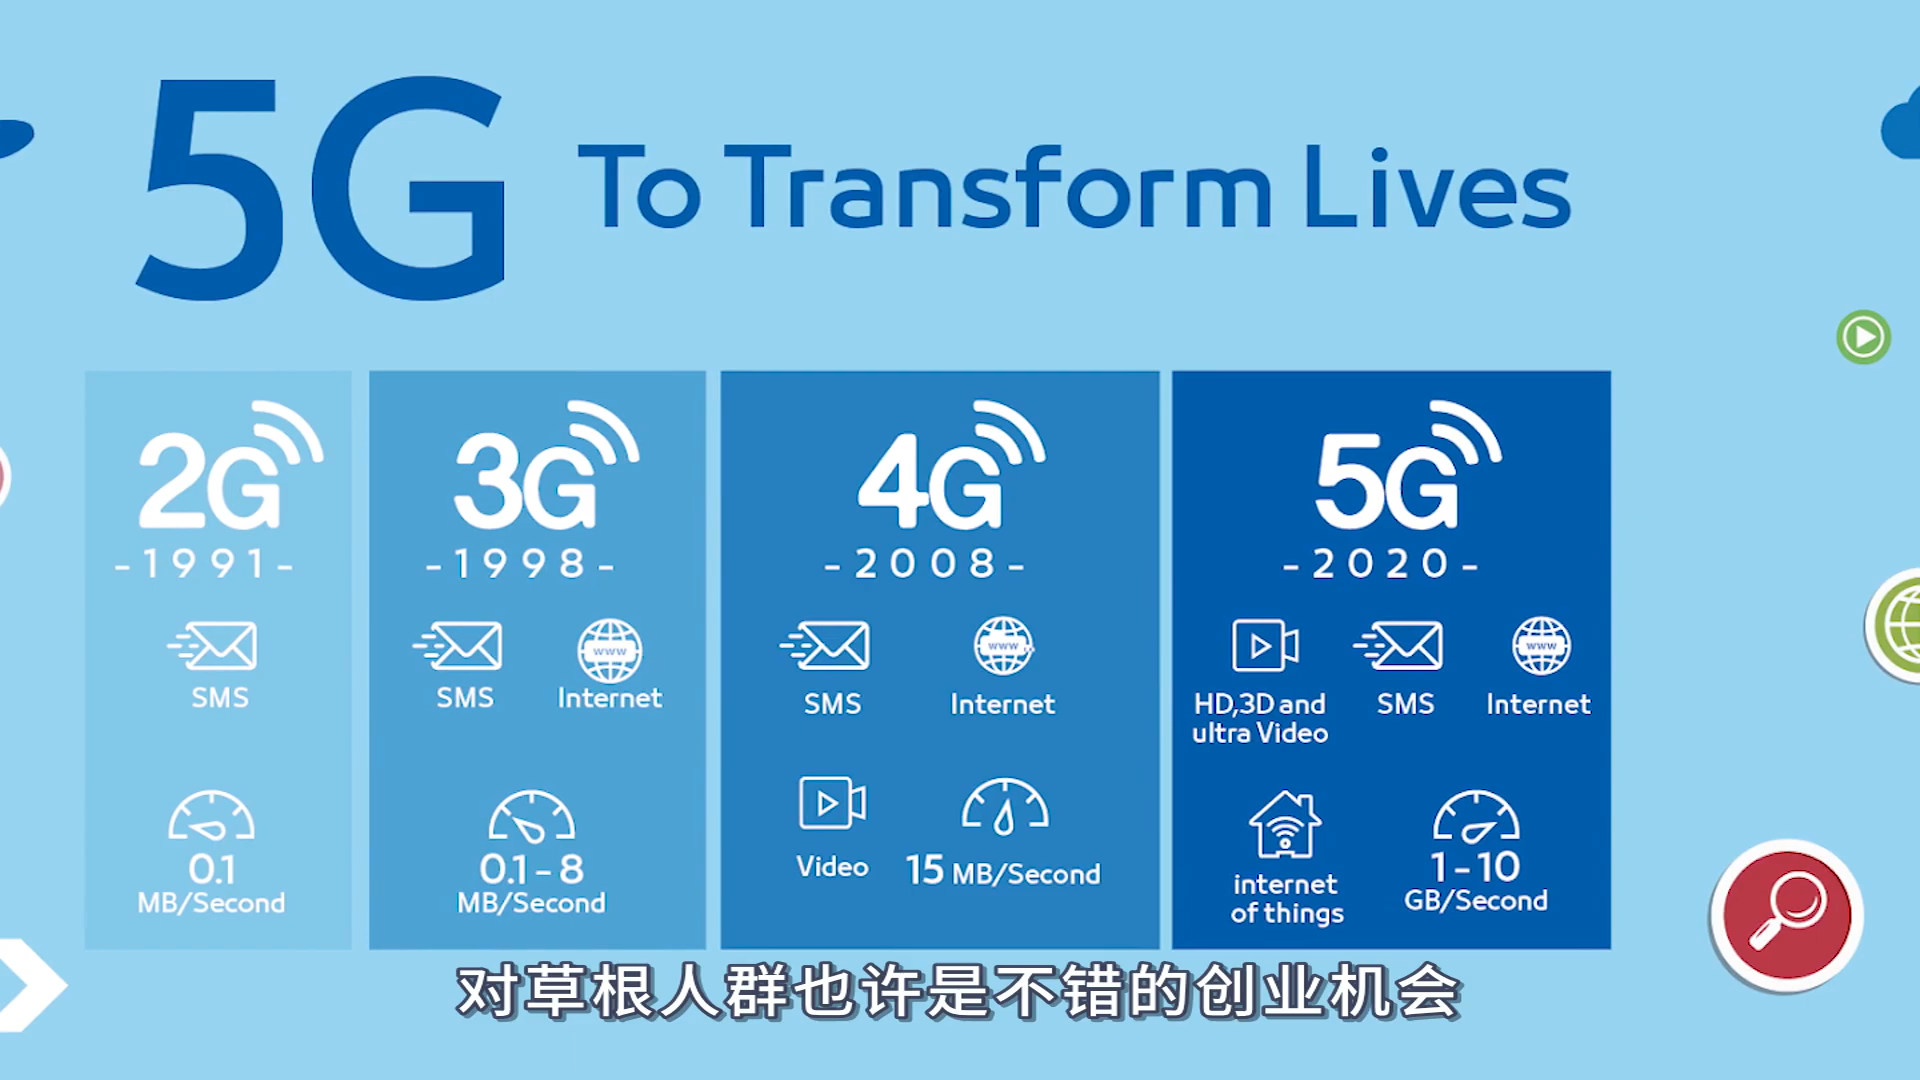 5G To Transform Lives
2G
-1991-
SMS
0.1
MB/Second
3G
-1998-
www
SMS
Internet
0.1-8
MB/Second
4G
-2008-
www
SMS
Internet
Video
15 MB/Second
5G
-2020-
www
HD,3D and
ultra Video
SMS
Internet
internet
of things
1-10
GB/Second
对草根人群也许是不错的创业机会